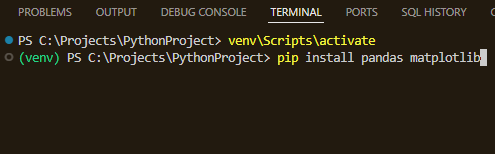 PROBLEMS OUTPUT DEBUG CONSOLE TERMINAL PORTS SQL HISTORY
PS C:\Projects\PythonProject> venv\Scripts\activate
(venv) PS C:\Projects\PythonProject> pip install pandas matplotlib